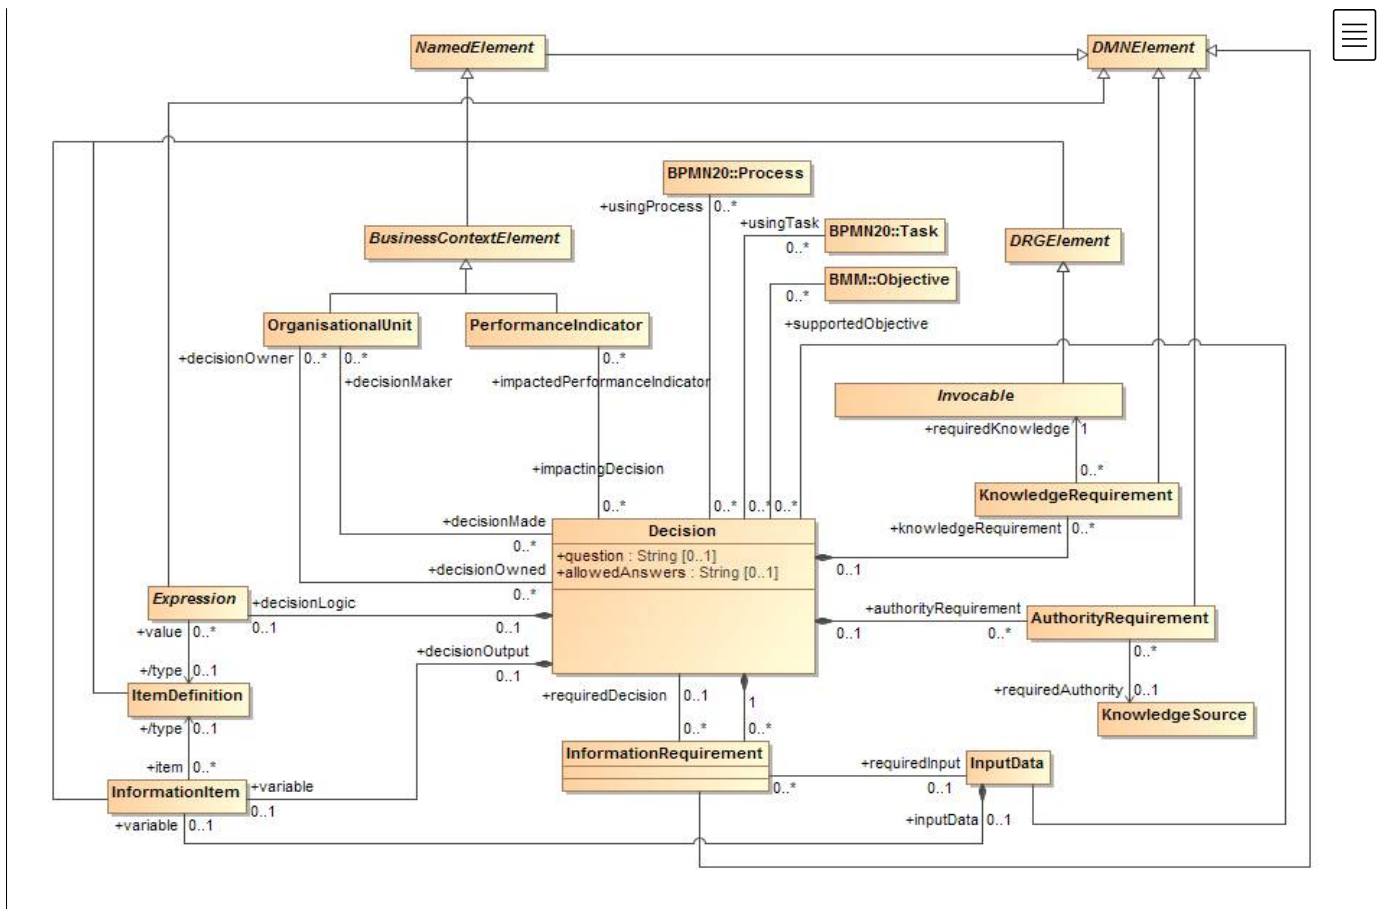 NamedElement
DMNElement
BPMN20::Process
+usingProcess 0..*
+usingTask
BPMN20::Task
0..*
BusinessContextElement
DRGElement
BMM::Objective
0..*
+supportedObjective
OrganisationalUnit
PerformanceIndicator
+decisionOwner 0..* 0..*
0..*
+decisionMaker
+impactedPerformanceIndicator
Invocable
+requiredKnowledge 1
+impactingDecision
0..*
0..*
0..* 0..* 0..*
KnowledgeRequirement
+decisionMade
0..*
Decision
+knowledgeRequirement 0..*
+question : String [0..1]
+allowedAnswers : String [0..1]
0..1
+decisionOwned
0..*
Expression
+decisionLogic
0..1
0..1
+authorityRequirement
0..1
0..*
AuthorityRequirement
+value 0..*
0..*
+decisionOutput
0..1
+/type 0..1
ItemDefinition
+requiredDecision 0..1
1
+requiredAuthority 0..1
KnowledgeSource
+/type 0..1
0..*
0..*
InformationRequirement
+item 0..*
+requiredInput
0..1
0..*
InputData
InformationItem
+variable
0..1
+variable 0..1
+inputData 0..1